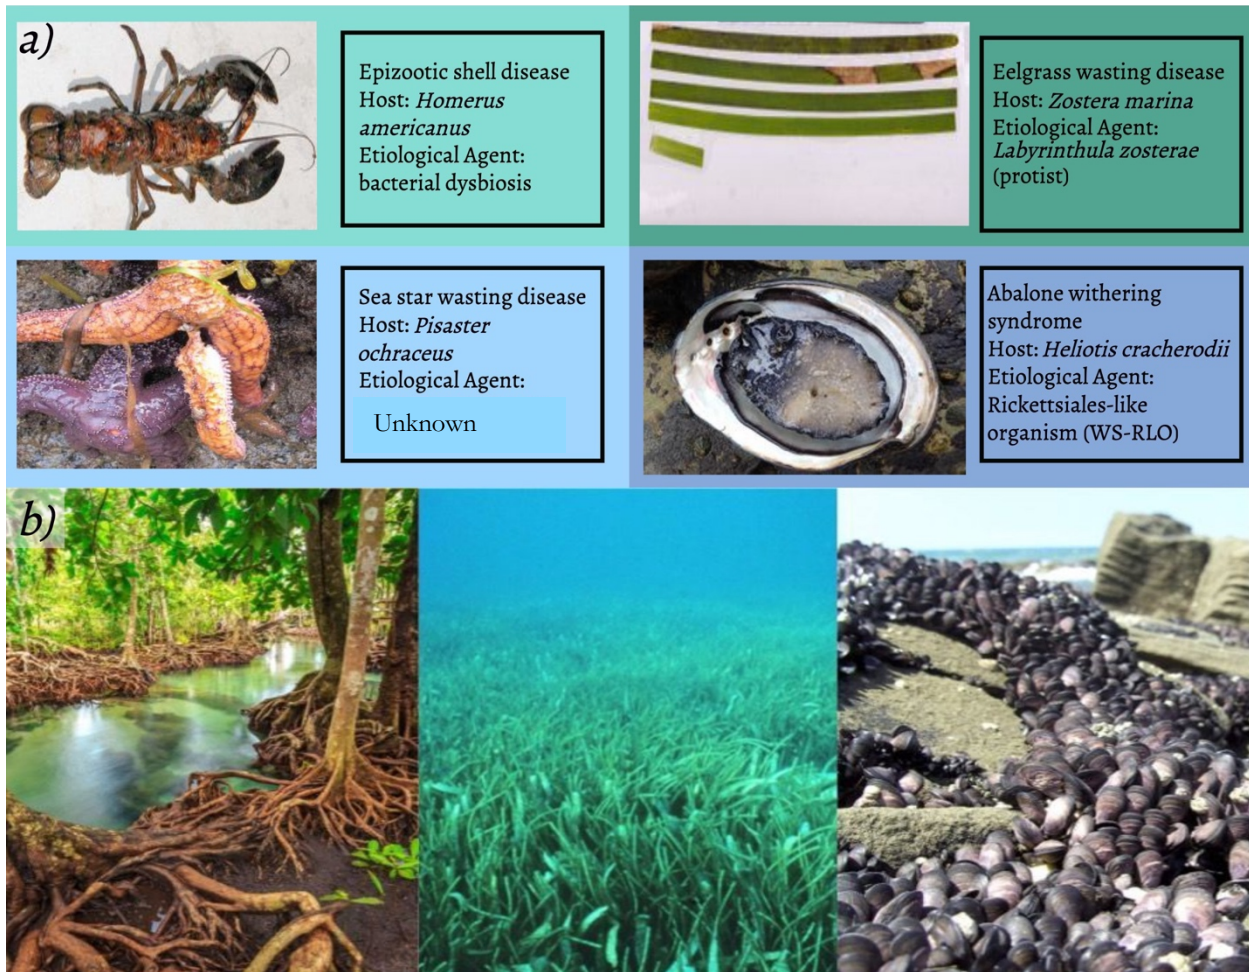 a)
Epizootic shell disease
Host: Homerus
americanus
Etiological Agent:
bacterial dysbiosis
Eelgrass wasting disease
Host: Zostera marina
Etiological Agent:
Labyrinthula zosterae
(protist)
Sea star wasting disease
Host: Pisaster
ochraceus
Etiological Agent:
Unknown
Abalone withering
syndrome
Host: Heliotis cracherodii
Etiological Agent:
Rickettsiales-like
organism (WS-RLO)
b)